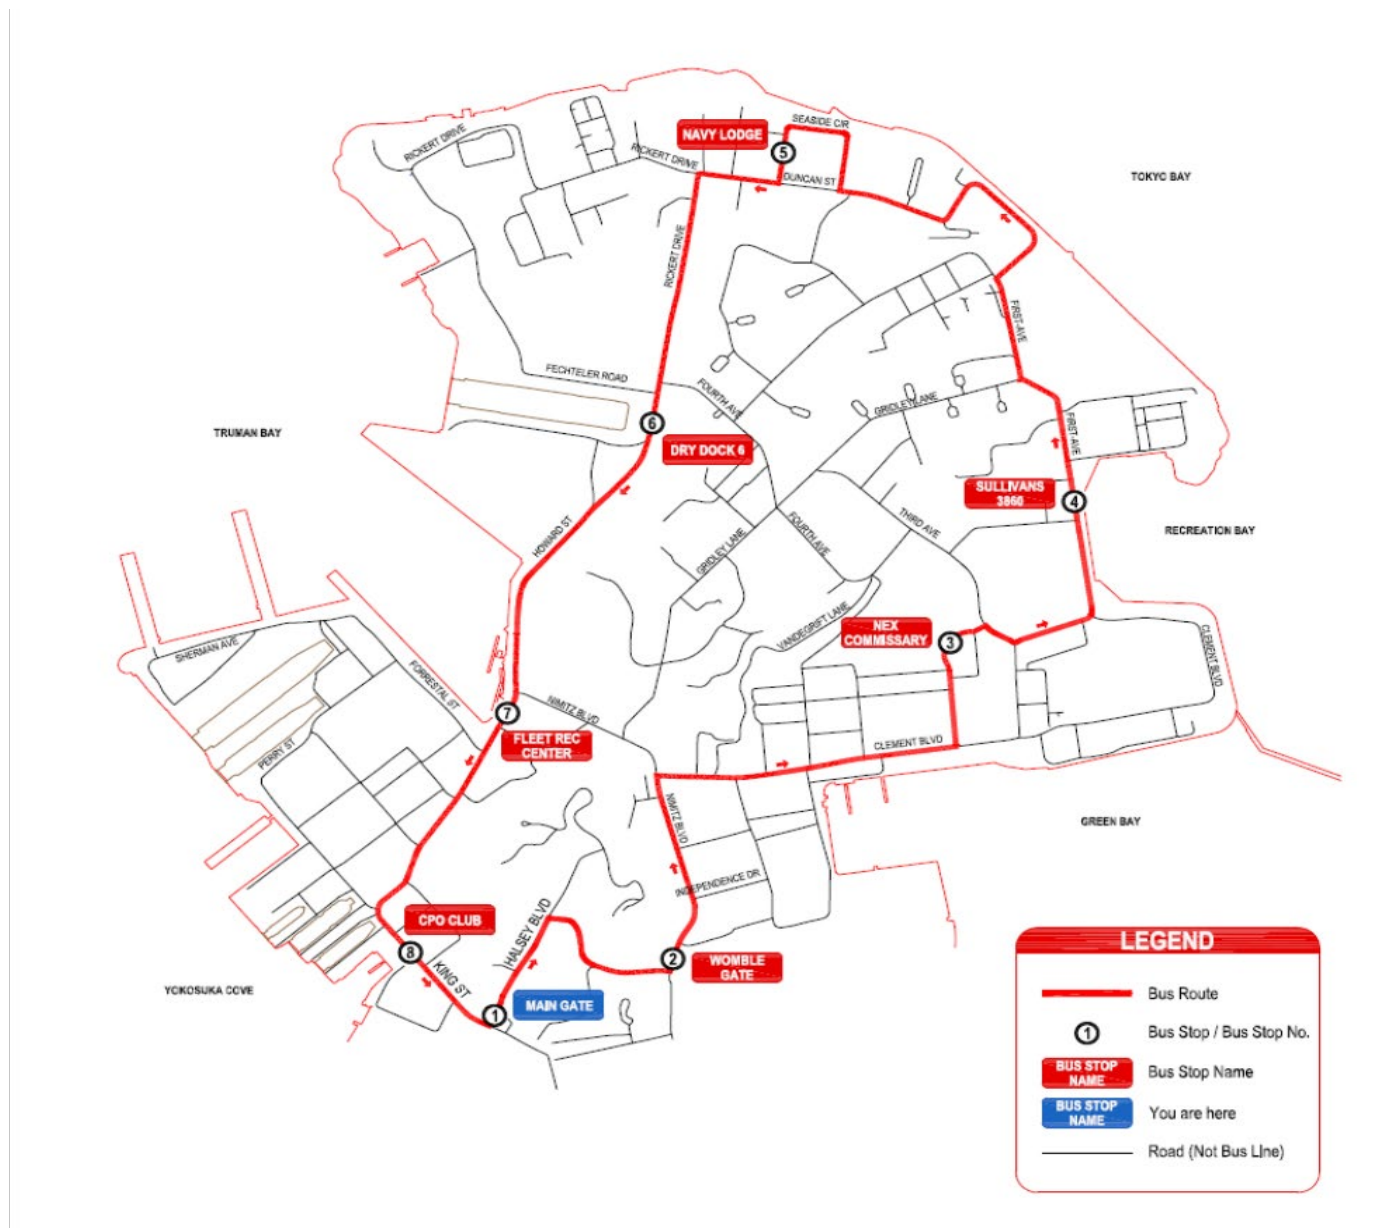 SEASIDE CIR
NAVY LODGE
5
RICKERT DRIVE
RICKERT DRIVE
DUNCAN ST
TOKYO BAY
RICKERT DRIVE
FIRST-AVE
FECHTELER ROAD
FOURTH AVE
GRIDLEY LANE
FIRST-AVE
TRUMAN BAY
6
DRY DOCK 6
SULLIVANS
3860
4
THIRD AVE
FOURTH AVE
RECREATION BAY
HOWARD ST
GRIDLEY LANE
VANDEGRIFT LANE
NEX
COMMISSARY
3
SHERMAN AVE
FORRESTAL ST
CLEMENT BLVD
NIMITZ BLVD
7
FLEET REC
CENTER
PERRY ST
CLEMENT BLVD
NIMITZ BLVD
GREEN BAY
INDEPENDENCE DR
CPO CLUB
HALSEY BLVD
8
KING ST
2
WOMBLE
GATE
YOKOSUKA COVE
1
MAIN GATE
LEGEND
Bus Route
1
Bus Stop / Bus Stop No.
BUS STOP
NAME
Bus Stop Name
BUS STOP
NAME
You are here
Road (Not Bus Line)